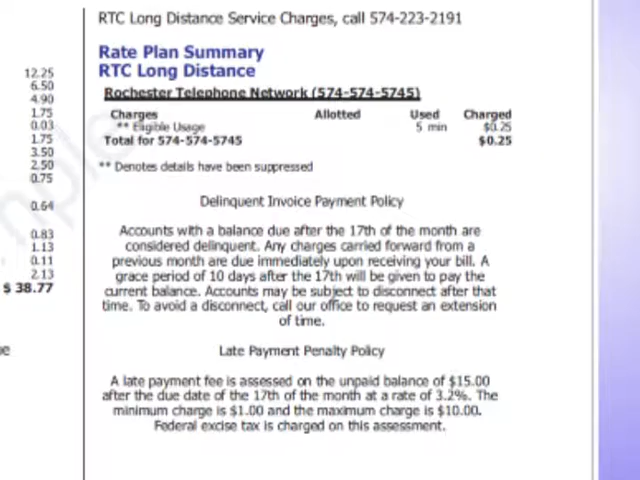 RTC Long Distance Service Charges, call 574-223-2191
Rate Plan Summary
RTC Long Distance
Rochester Telephone Network (574-574-5745)
Charges Allotted Used Charged
** Eligible Usage 5 min $0.25
Total for 574-574-5745 $0.25
** Denotes details have been suppressed
Delinquent Invoice Payment Policy
Accounts with a balance due after the 17th of the month are
considered delinquent. Any charges carried forward from a
previous month are due immediately upon receiving your bill. A
grace period of 10 days after the 17th will be given to pay the
current balance. Accounts may be subject to disconnect after that
time. To avoid a disconnect, call our office to request an extension
of time.
Late Payment Penalty Policy
A late payment fee is assessed on the unpaid balance of $15.00
after the due date of the 17th of the month at a rate of 3.2%. The
minimum charge is $1.00 and the maximum charge is $10.00.
Federal excise tax is charged on this assessment.
12.25
6.50
4.90
1.75
0.03
1.75
3.50
2.50
0.75
0.64
0.83
1.13
0.11
2.13
$ 38.77